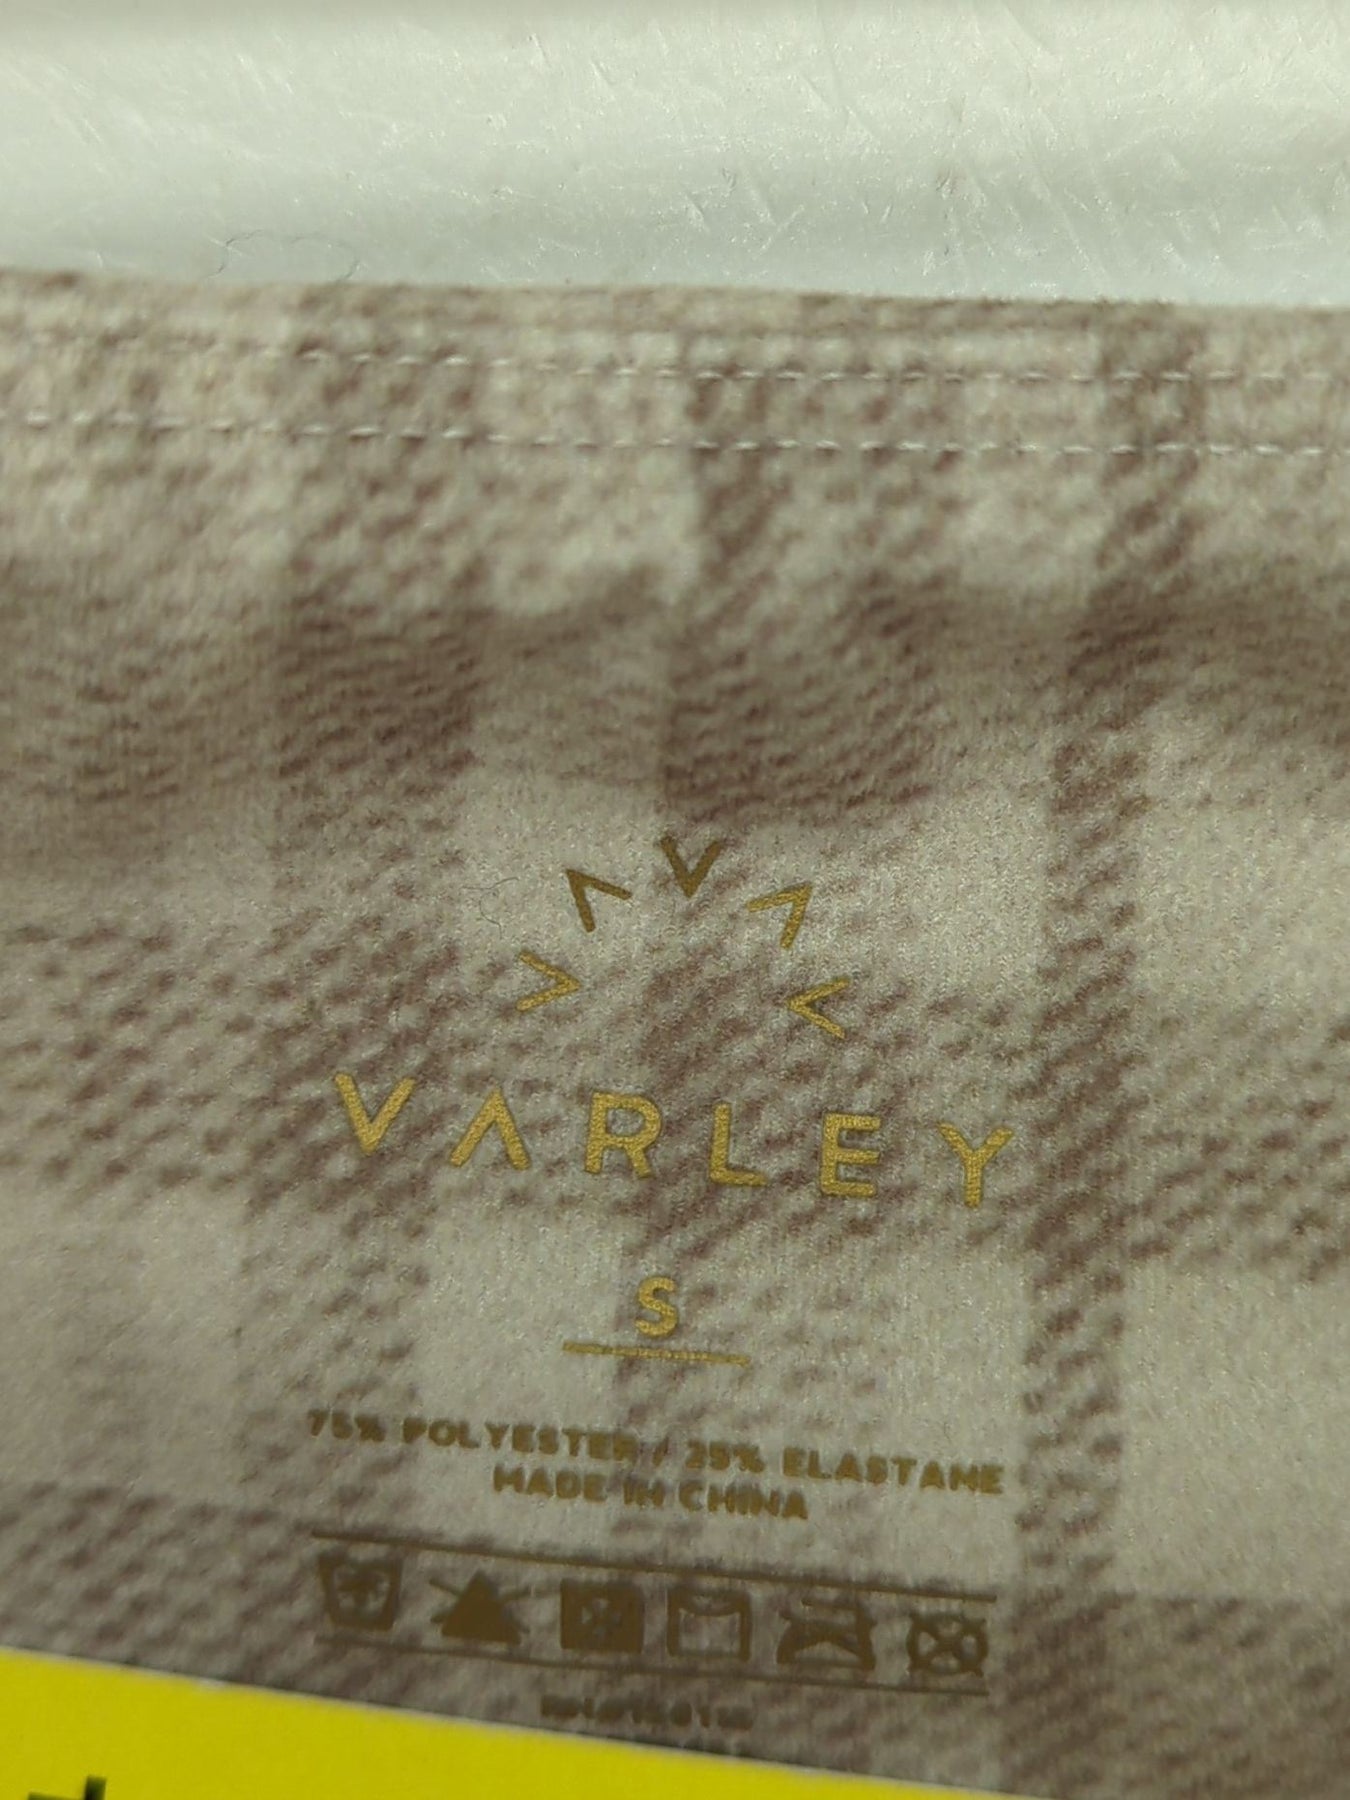 VARLEY
S
75% POLYESTER / 25% ELASTANE
MADE IN CHINA